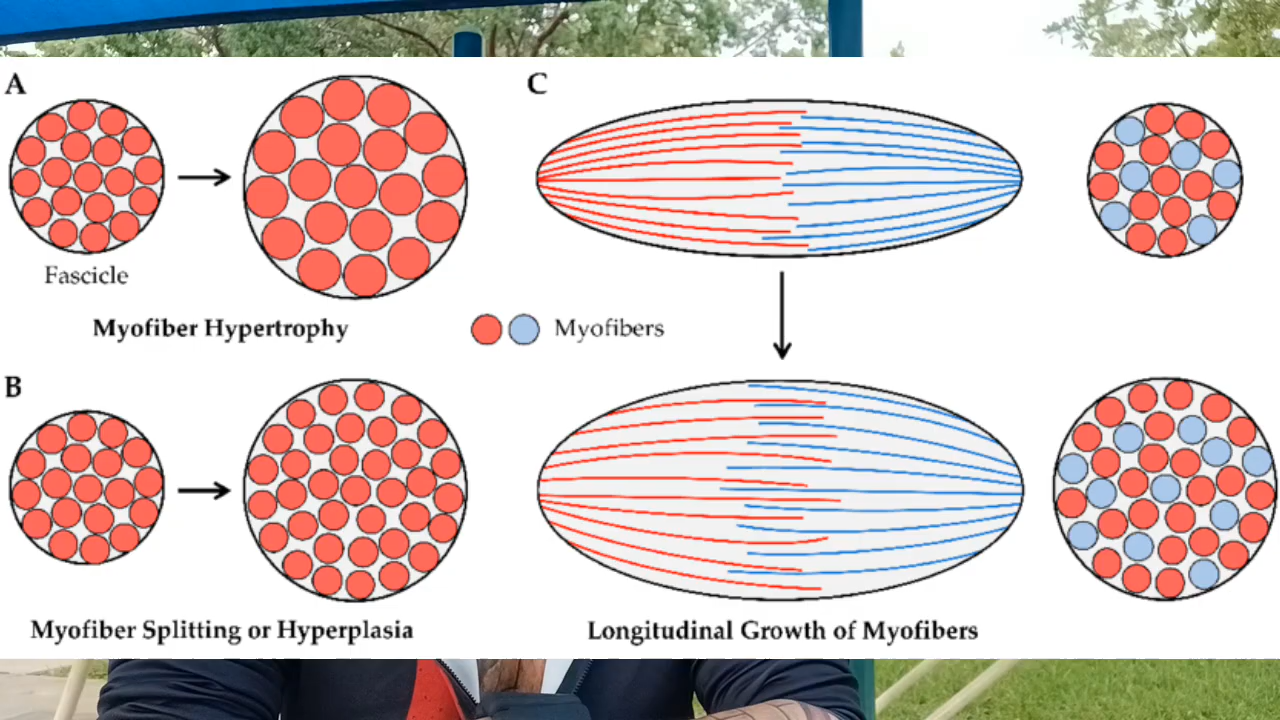 A
Fascicle
Myofiber Hypertrophy
B
Myofiber Splitting or Hyperplasia
C
Myofibers
Longitudinal Growth of Myofibers